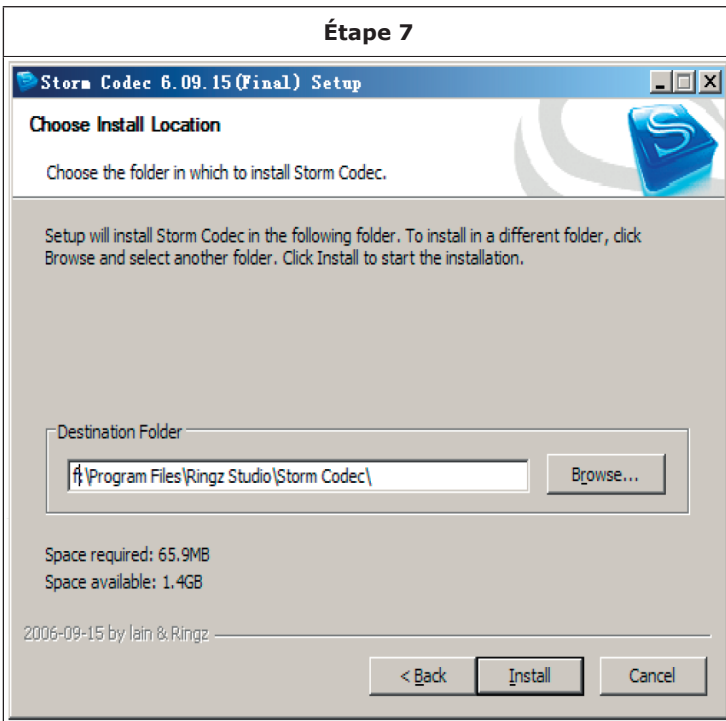 Étape 7
Storm Codec 6.09.15(Final) Setup
Choose Install Location
Choose the folder in which to install Storm Codec.
S
Setup will install Storm Codec in the following folder. To install in a different folder, click
Browse and select another folder. Click Install to start the installation.
Destination Folder
f:\Program Files\Ringz Studio\Storm Codec\
Browse...
Space required: 65.9MB
Space available: 1.4GB
2006-09-15 by lain & Ringz
< Back
Install
Cancel